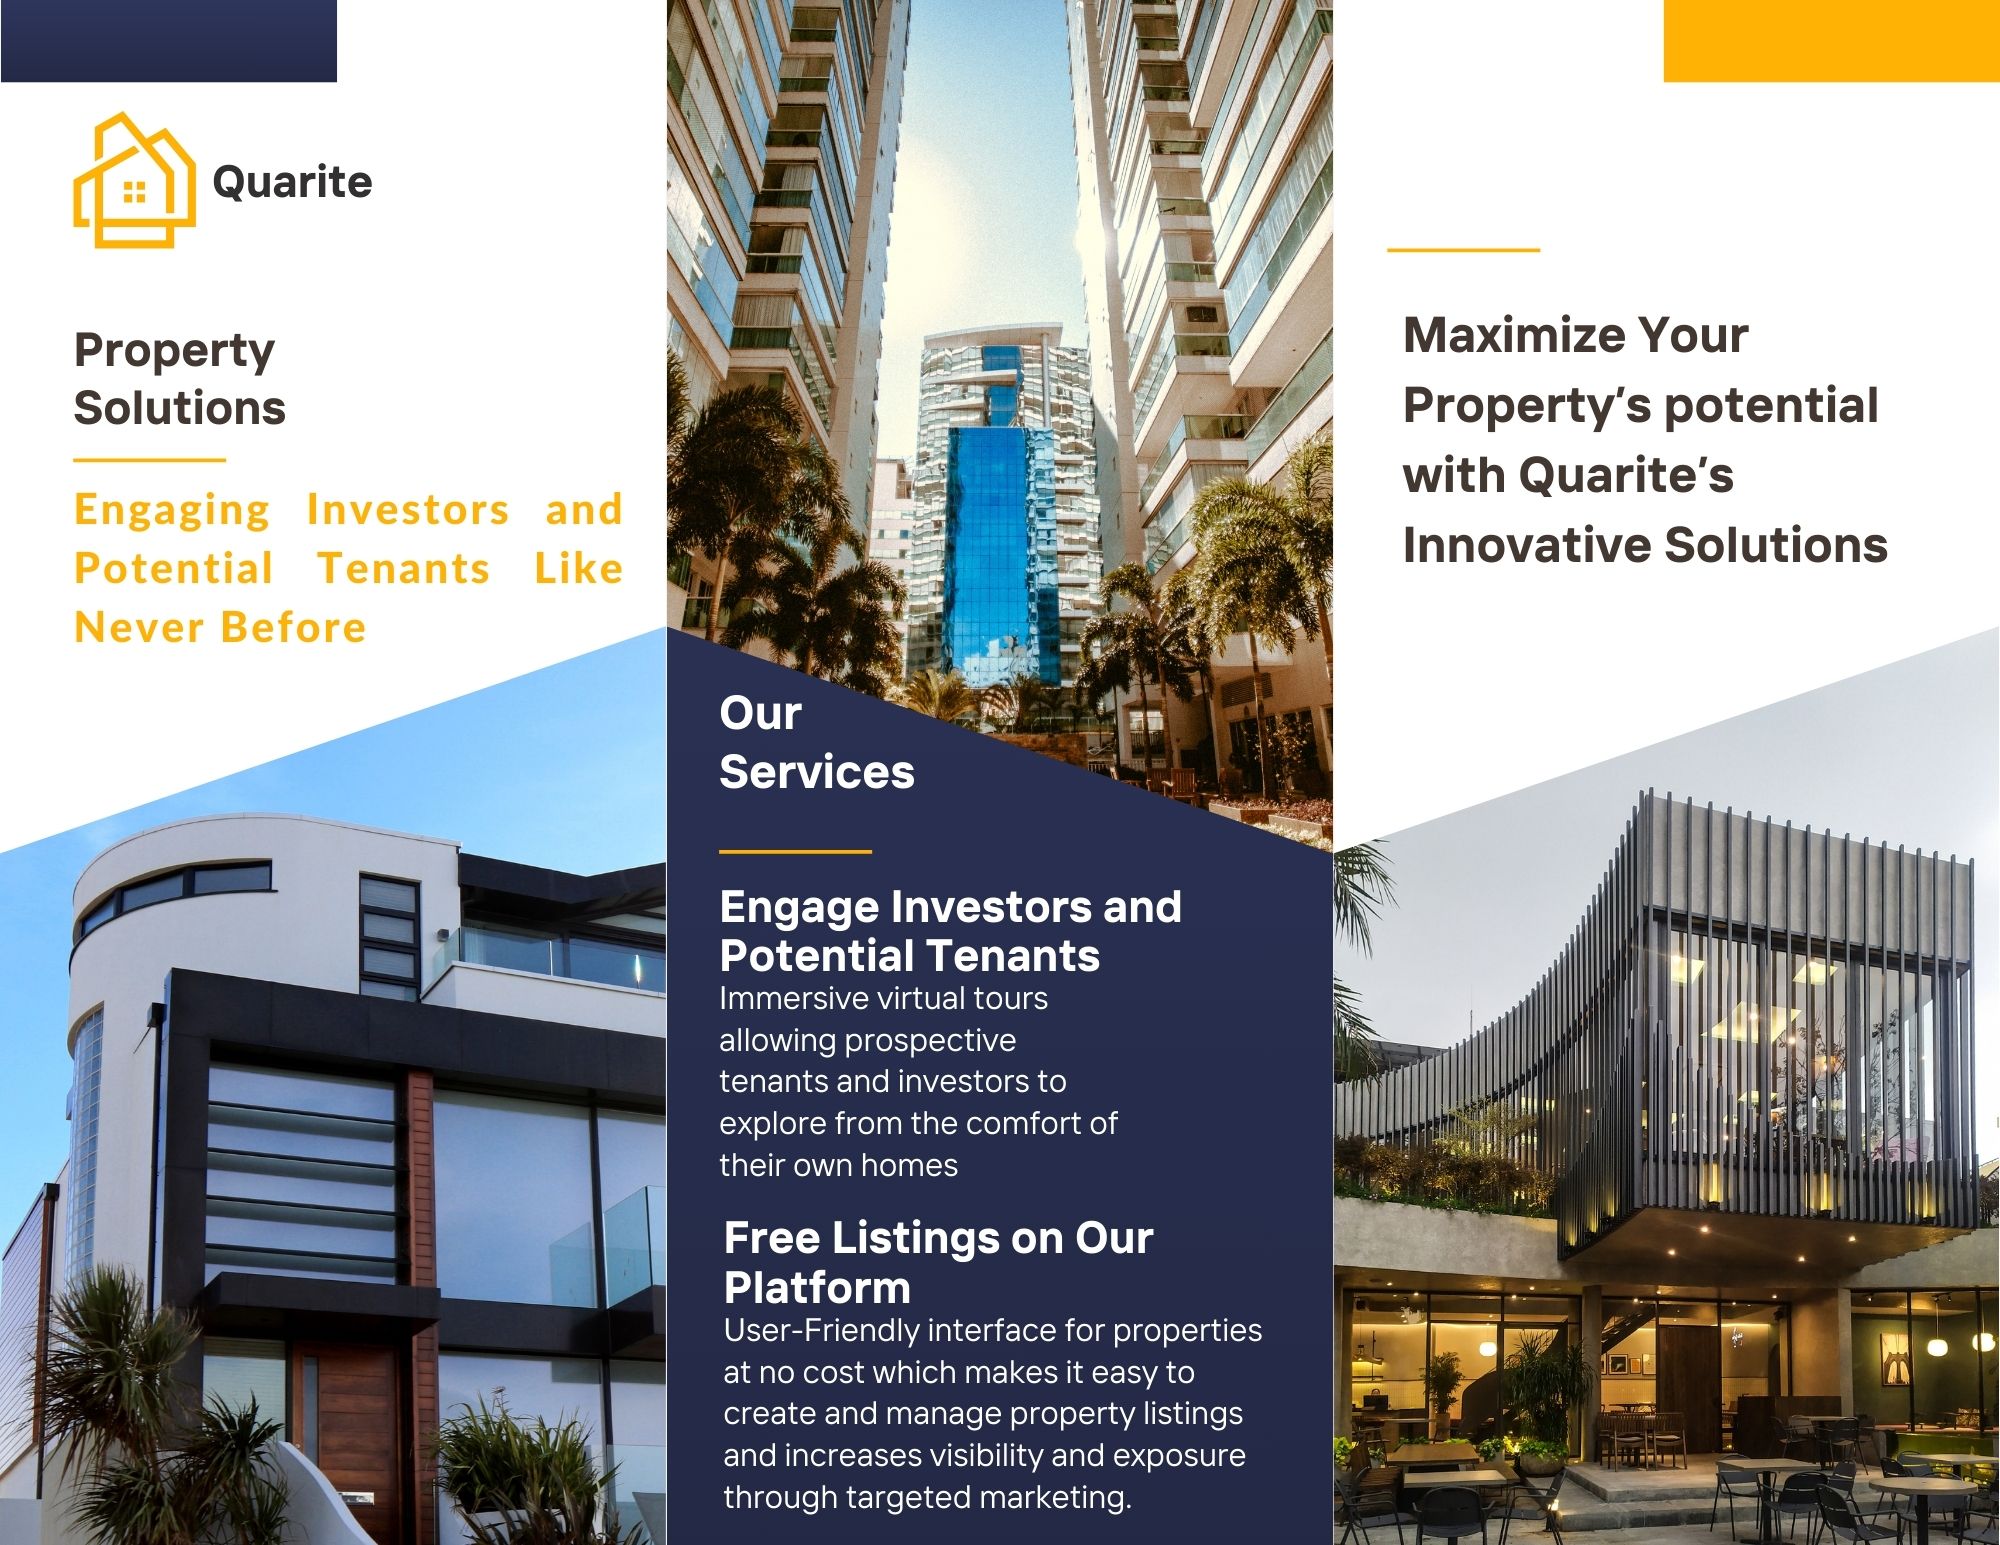 Quarite
Property
Solutions
Engaging Investors and
Potential Tenants Like
Never Before
Our
Services
Engage Investors and
Potential Tenants
Immersive virtual tours
allowing prospective
tenants and investors to
explore from the comfort of
their own homes
Free Listings on Our
Platform
User-Friendly interface for properties
at no cost which makes it easy to
create and manage property listings
and increases visibility and exposure
through targeted marketing.
Maximize Your
Property’s potential
with Quarite’s
Innovative Solutions